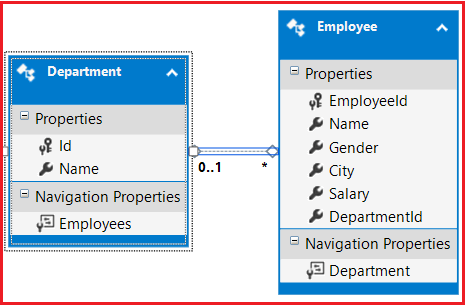 Department
Properties
Id
Name
Navigation Properties
Employees
0..1
*
Employee
Properties
EmployeeId
Name
Gender
City
Salary
DepartmentId
Navigation Properties
Department